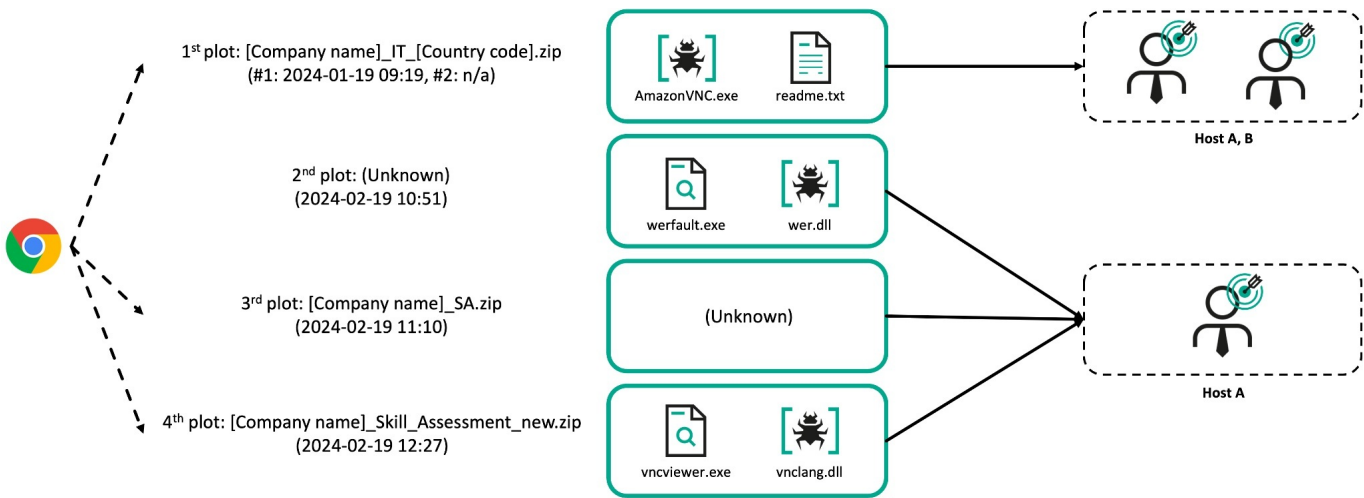 1st plot: [Company name]_IT_[Country code].zip
(#1: 2024-01-19 09:19, #2: n/a)
AmazonVNC.exe
readme.txt
Host A, B
2nd plot: (Unknown)
(2024-02-19 10:51)
werfault.exe
wer.dll
3rd plot: [Company name]_SA.zip
(2024-02-19 11:10)
(Unknown)
Host A
4th plot: [Company name]_Skill_Assessment_new.zip
(2024-02-19 12:27)
vncviewer.exe
vnclang.dll